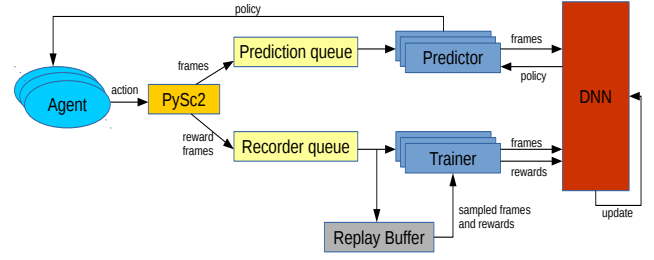 policy
Prediction queue
frames
Predictor
frames
policy
DNN
Agent
action
PySc2
reward
frames
Recorder queue
Trainer
frames
rewards
Replay Buffer
sampled frames
and rewards
update